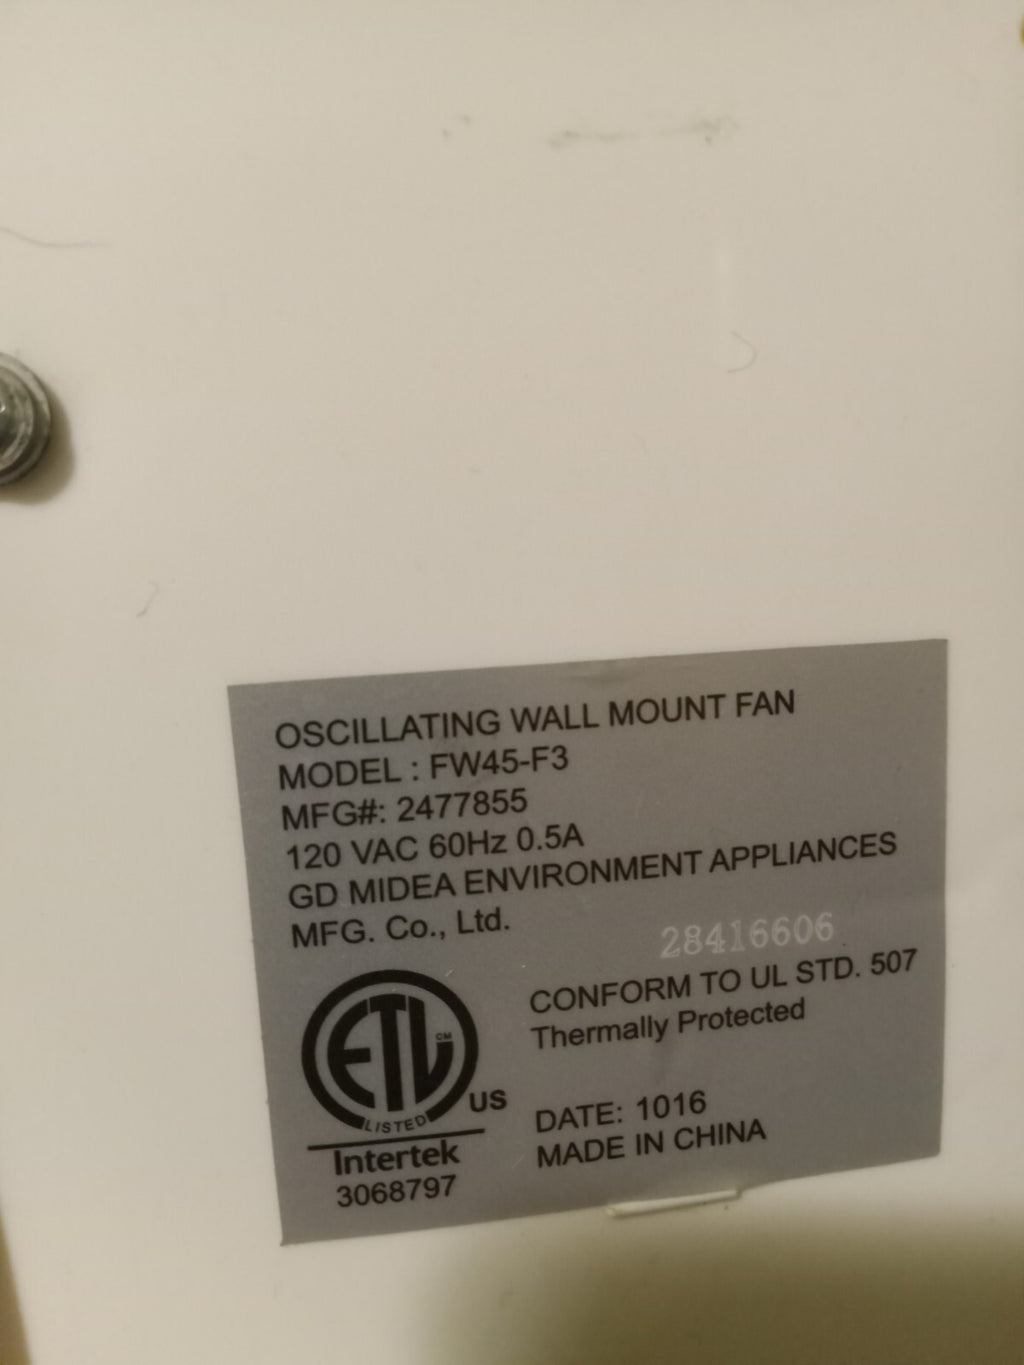 OSCILLATING WALL MOUNT FAN
MODEL : FW45-F3
MFG#: 2477855
120 VAC 60Hz 0.5A
GD MIDEA ENVIRONMENT APPLIANCES
MFG. Co., Ltd.
28416606
CONFORM TO UL STD. 507
Thermally Protected
ETL CM
LISTED
US
Intertek
3068797
DATE: 1016
MADE IN CHINA